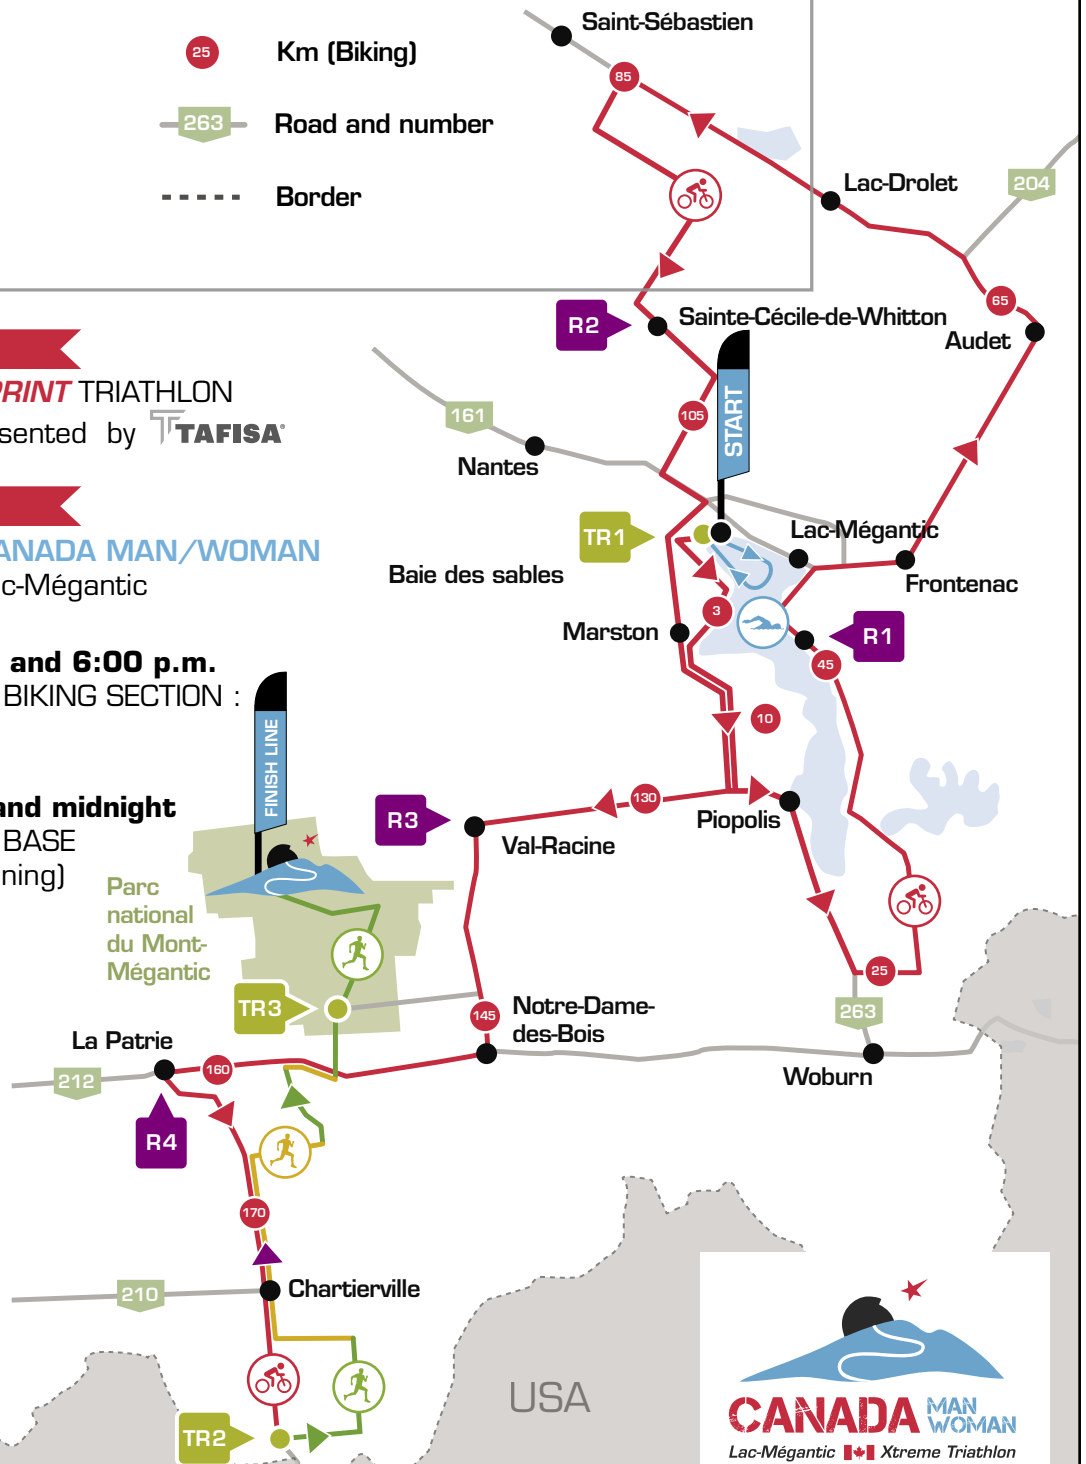 Saint-Sébastien
25 Km (Biking)
85
263 Road and number
Lac-Drolet
204
Border
65
R2
Sainte-Cécile-de-Whitton
Audet
PRINT TRIATHLON
sented by TAFISA
161
105
START
Nantes
TR1
Lac-Mégantic
ANADA MAN/WOMAN
c-Mégantic
Baie des sables
Frontenac
3
Marston
R1
and 6:00 p.m.
BIKING SECTION :
45
10
FINISH LINE
and midnight
BASE
ning)
130
R3
Piopolis
Val-Racine
Parc
national
du Mont-
Mégantic
25
TR3
145
Notre-Dame-
des-Bois
263
La Patrie
160
212
Woburn
R4
170
210
Chartierville
USA
TR2
CANADA MAN
WOMAN
Lac-Mégantic Xtreme Triathlon